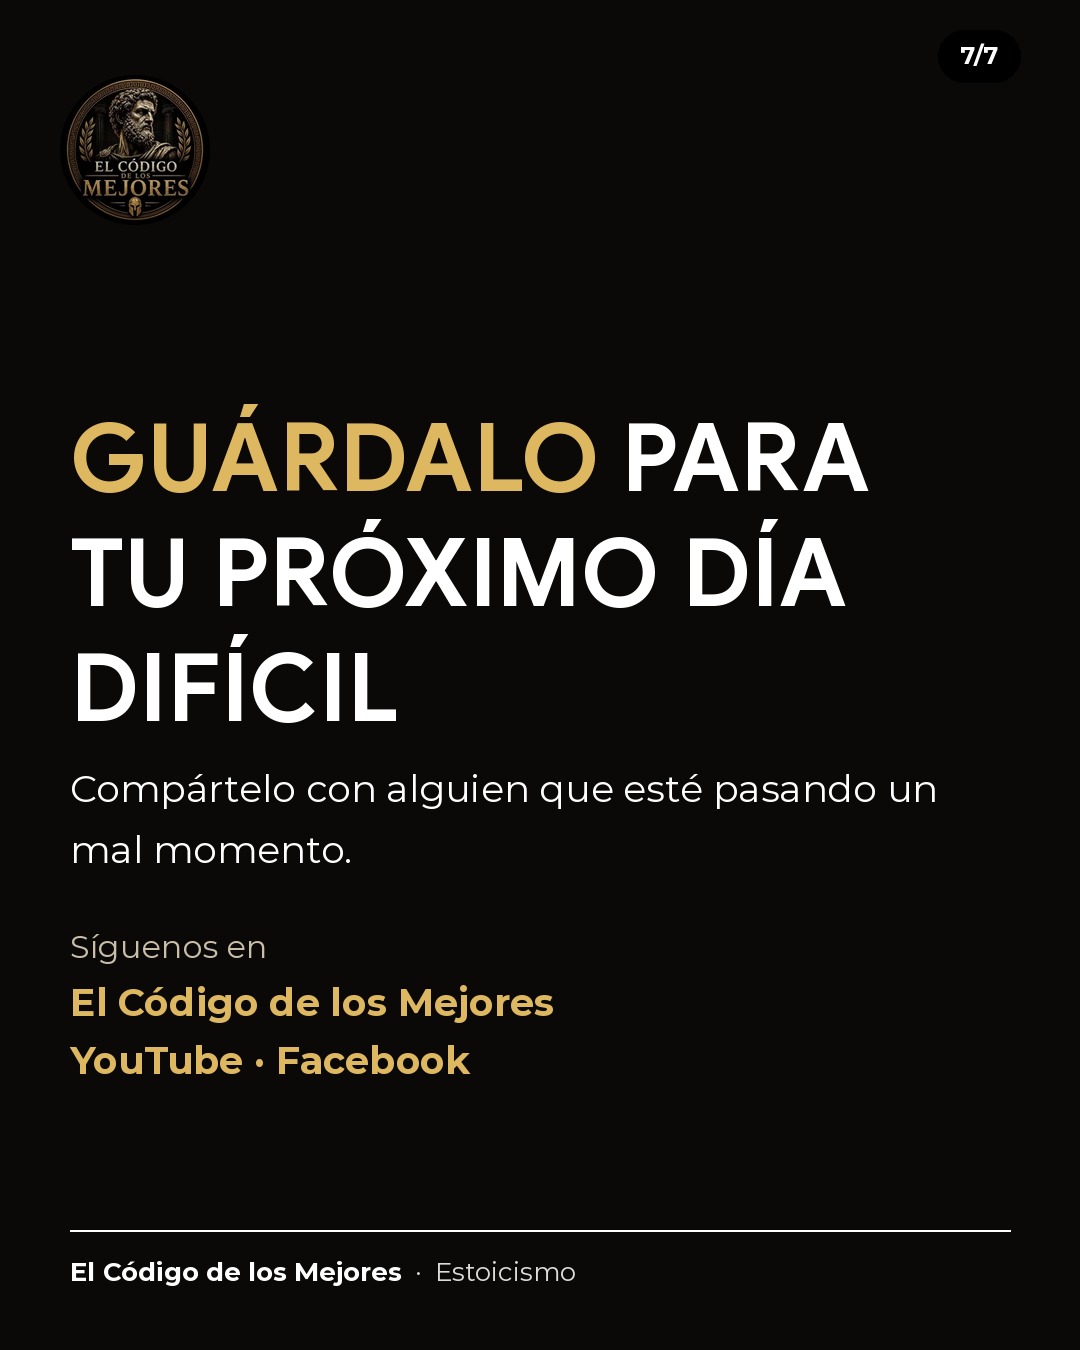 7/7
EL CÓDIGO
DE LOS
MEJORES
GUÁRDALO PARA
TU PRÓXIMO DÍA
DIFÍCIL
Compártelo con alguien que esté pasando un
mal momento.
Síguenos en
El Código de los Mejores
YouTube · Facebook
El Código de los Mejores · Estoicismo